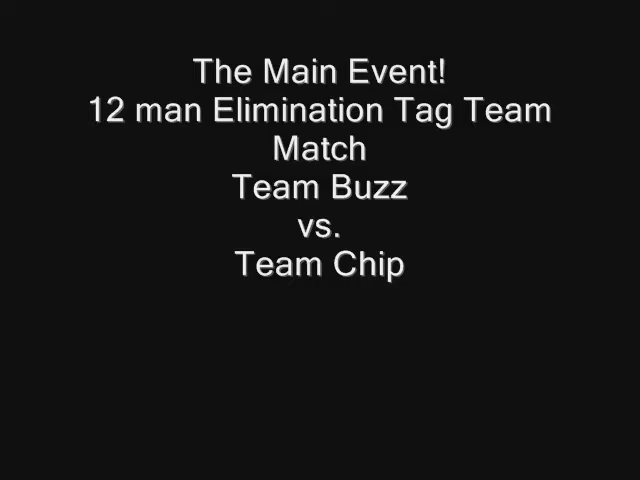 The Main Event!
12 man Elimination Tag Team
Match
Team Buzz
vs.
Team Chip